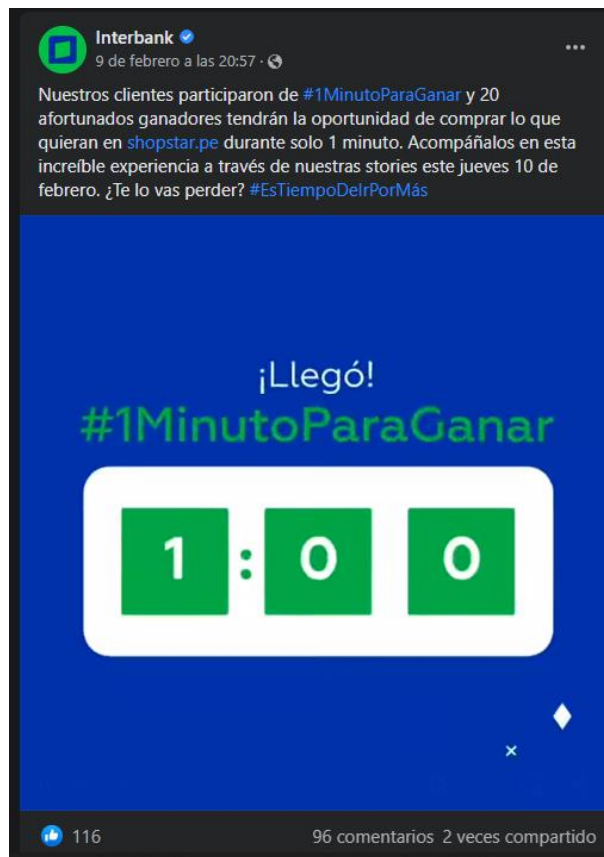 Interbank
9 de febrero a las 20:57 ·
Nuestros clientes participaron de #1MinutoParaGanar y 20
afortunados ganadores tendrán la oportunidad de comprar lo que
quieran en shopstar.pe durante solo 1 minuto. Acompáñalos en esta
increíble experiencia a través de nuestras stories este jueves 10 de
febrero. ¿Te lo vas perder? #EsTiempoDeIrPorMás
¡Llegó!
#1MinutoParaGanar
1 : 0 0
116
96 comentarios 2 veces compartido